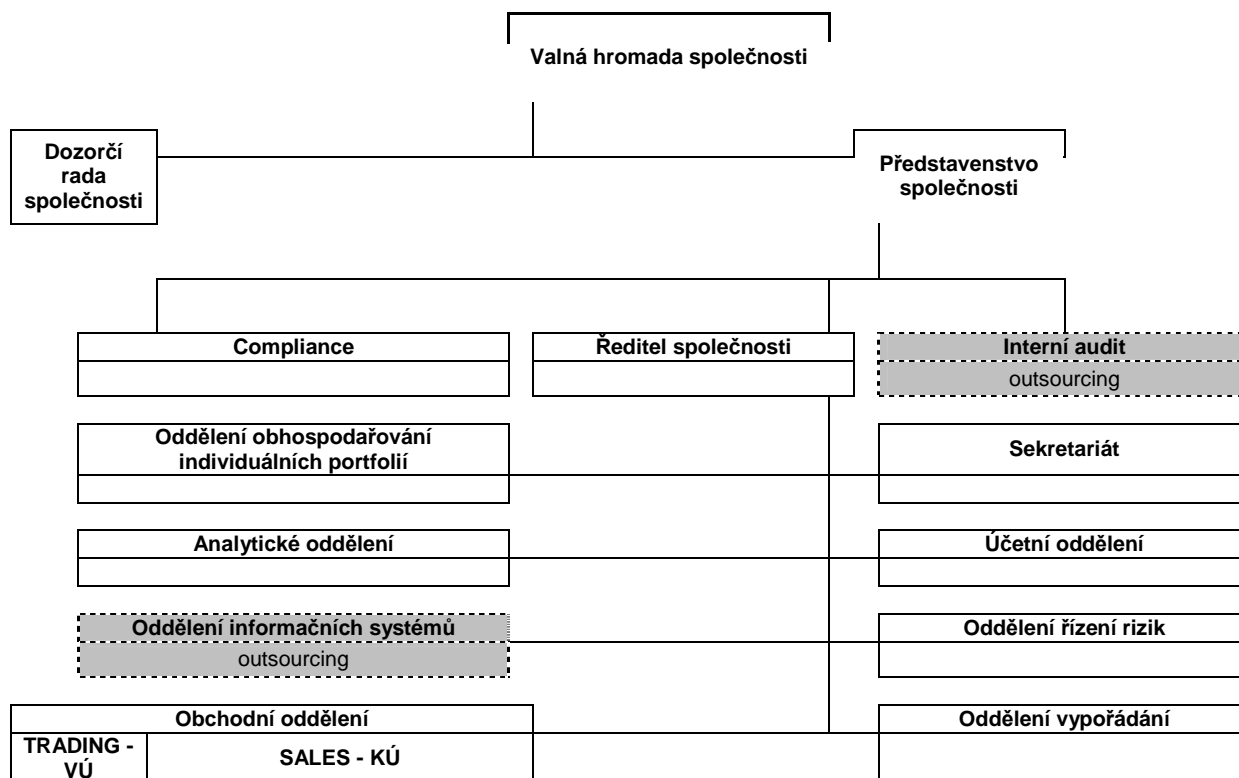 Valná hromada společnosti
Dozorčí
rada
společnosti
Představenstvo
společnosti
Compliance
Ředitel společnosti
Interní audit
outsourcing
Oddělení obhospodařování
individuálních portfolií
Sekretariát
Analytické oddělení
Účetní oddělení
Oddělení informačních systémů
outsourcing
Oddělení řízení rizik
Obchodní oddělení
Oddělení vypořádání
TRADING -
VÚ
SALES - KÚ